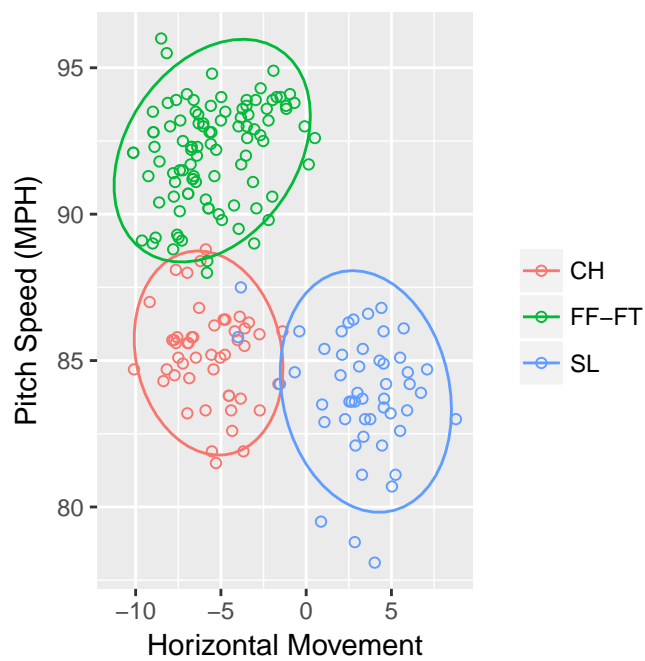 95
90
85
80
−10 −5 0 5
Horizontal Movement
Pitch Speed (MPH)
CH
FF−FT
SL